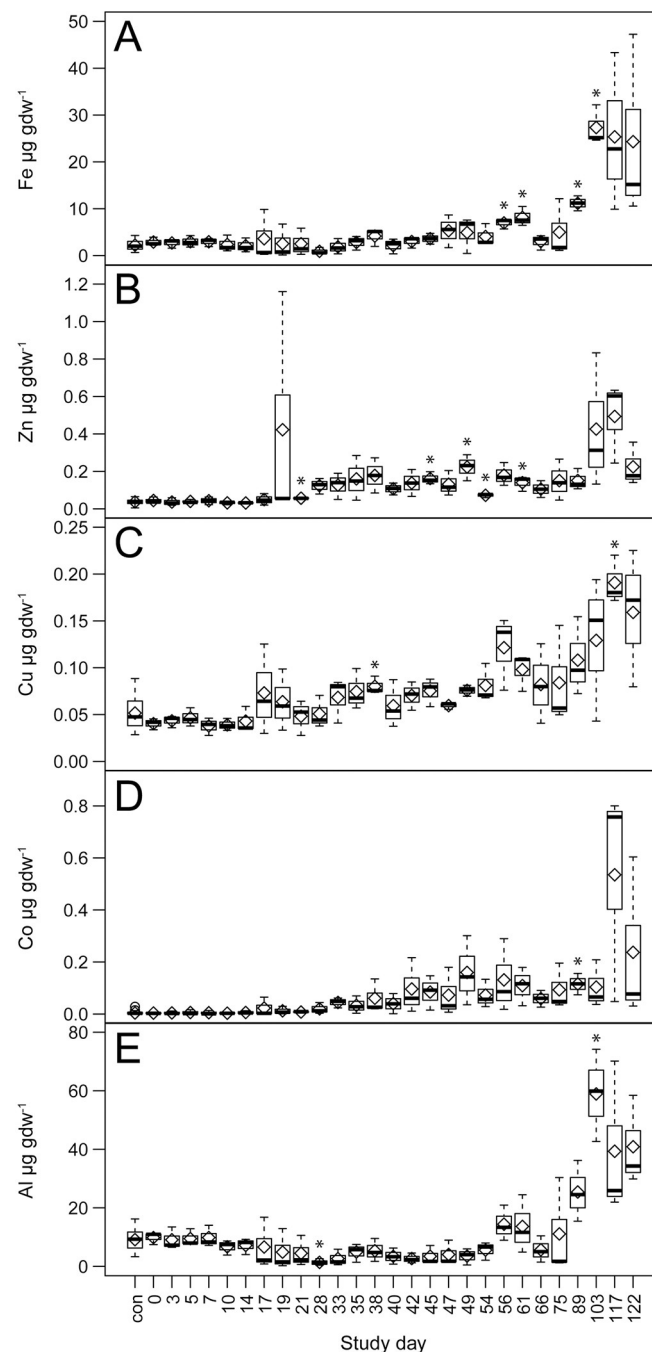 A
Fe µg gdw⁻¹
50
40
30
20
10
0
* * * *
*
B
Zn µg gdw⁻¹
1.2
1.0
0.8
0.6
0.4
0.2
0.0
* * * * *
C
Cu µg gdw⁻¹
0.25
0.20
0.15
0.10
0.05
0.00
* *
D
Co µg gdw⁻¹
0.8
0.6
0.4
0.2
0.0
*
E
Al µg gdw⁻¹
80
60
40
20
0
* *
con 0 3 5 7 10 14 17 19 21 28 33 35 38 40 42 45 47 49 54 56 61 66 75 89 103 117 122
Study day